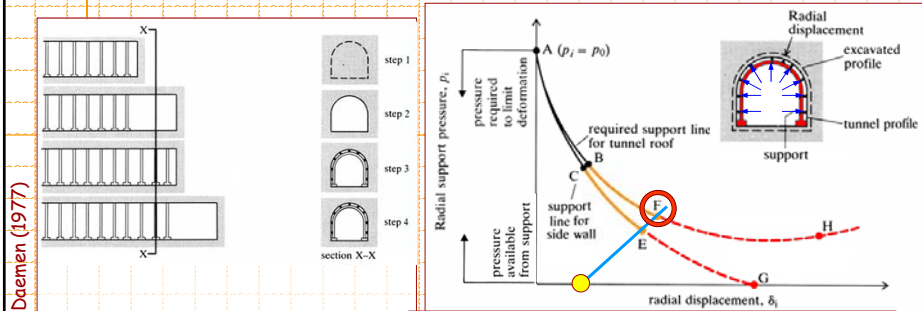 Daemen (1977)
X
step 1
step 2
step 3
step 4
X
section X–X
Radial support pressure, pᵢ
pressure
required
to limit
deformation
pressure
available
from support
A (pᵢ = p₀)
required support line
for tunnel roof
B
C
support
line for
side wall
F
E
H
G
radial displacement, δᵢ
Radial
displacement
excavated
profile
tunnel profile
support